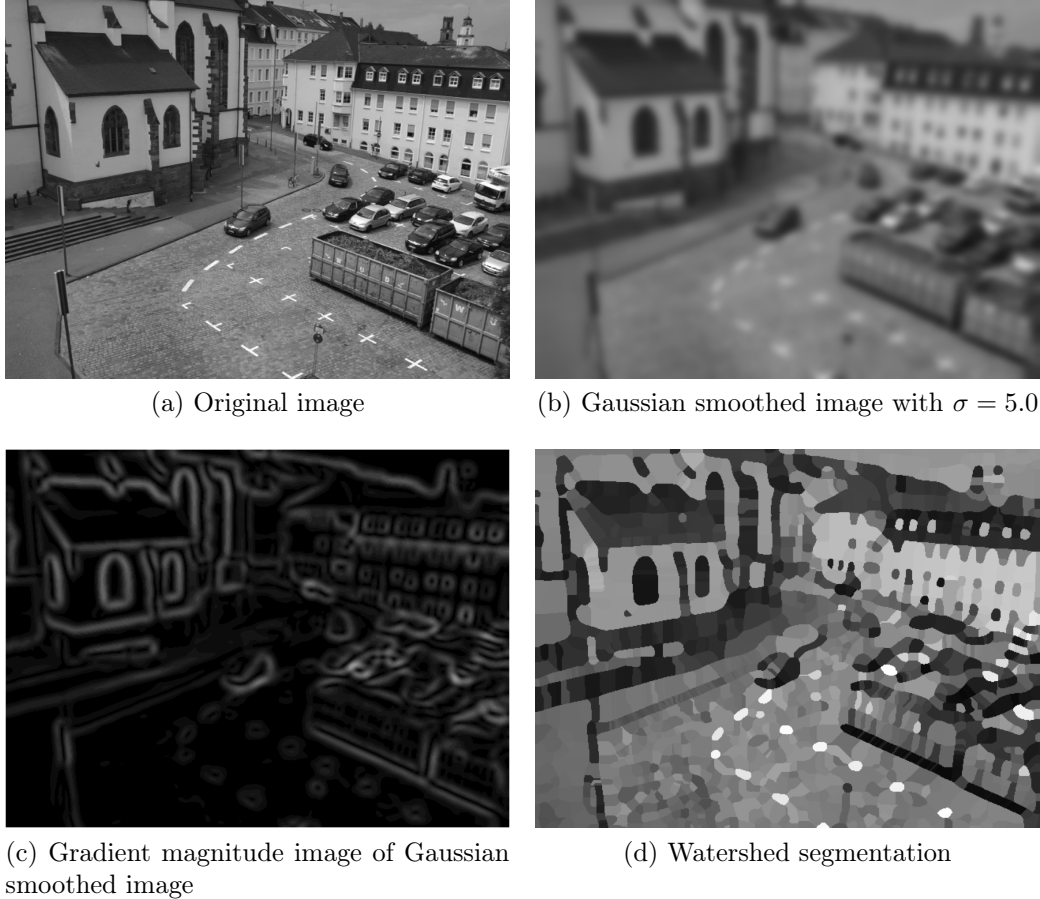 (a) Original image
(b) Gaussian smoothed image with σ = 5.0
(c) Gradient magnitude image of Gaussian
smoothed image
(d) Watershed segmentation